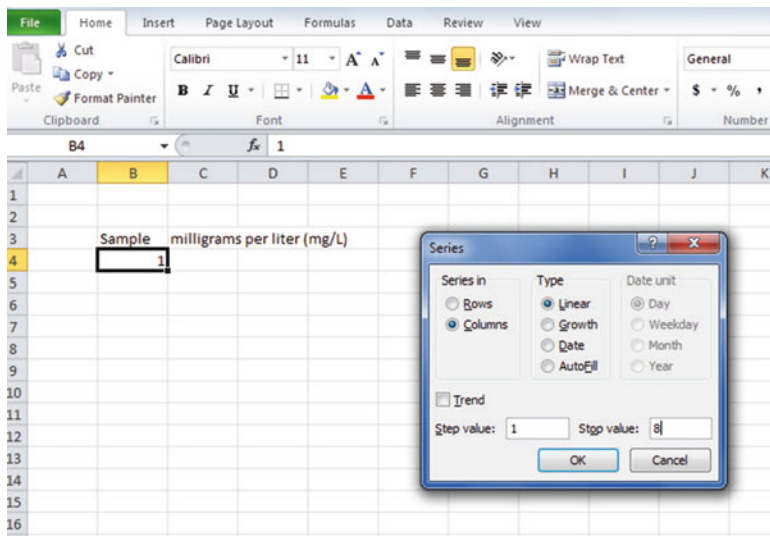 File Home Insert Page Layout Formulas Data Review View
Cut
Copy
Format Painter
Paste
Calibri 11 A A
B I U A
Wrap Text
Merge & Center
General
$ % ,
Clipboard Font Alignment Number
B4 fx 1
A B C D E F G H I J K
1
2
3 Sample milligrams per liter (mg/L)
4 1
5
6
7
8
9
10
11
12
13
14
15
16
Series
Series in Type Date unit
Rows Linear Day
Columns Growth Weekday
Date Month
AutoFill Year
Trend
Step value: 1 Stop value: 8
OK Cancel